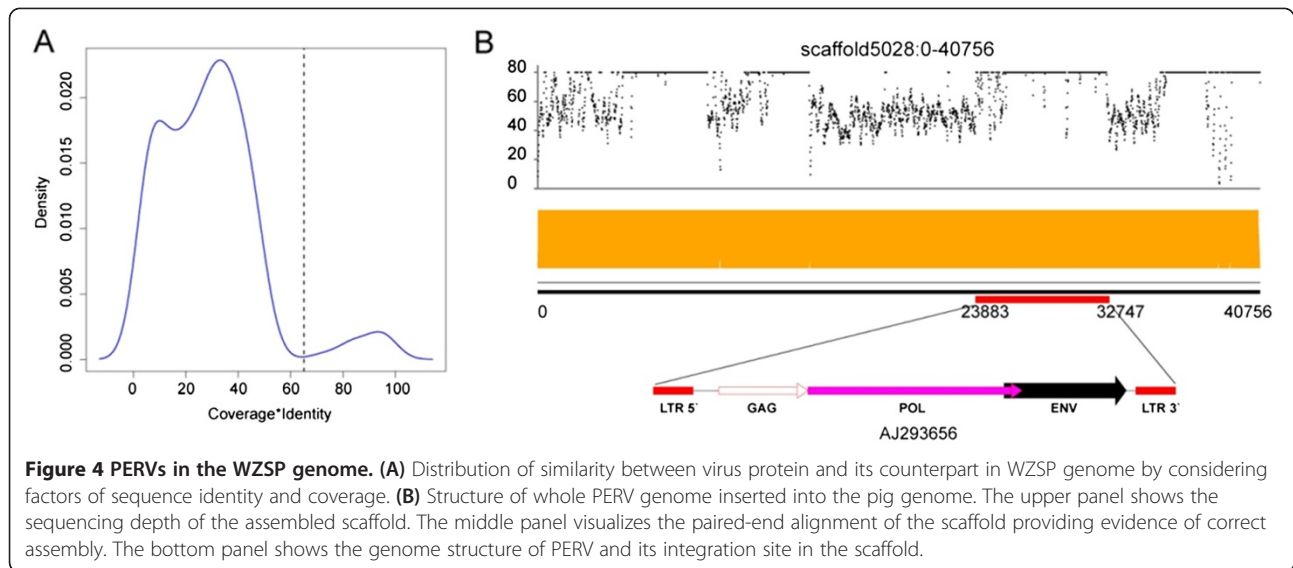 A
Density
0.000 0.005 0.010 0.015 0.020
0 20 40 60 80 100
Coverage*Identity
B
scaffold5028:0-40756
80
60
40
20
0
0 23883 32747 40756
LTR 5` GAG POL ENV LTR 3`
AJ293656
Figure 4 PERVs in the WZSP genome. (A) Distribution of similarity between virus protein and its counterpart in WZSP genome by considering
factors of sequence identity and coverage. (B) Structure of whole PERV genome inserted into the pig genome. The upper panel shows the
sequencing depth of the assembled scaffold. The middle panel visualizes the paired-end alignment of the scaffold providing evidence of correct
assembly. The bottom panel shows the genome structure of PERV and its integration site in the scaffold.